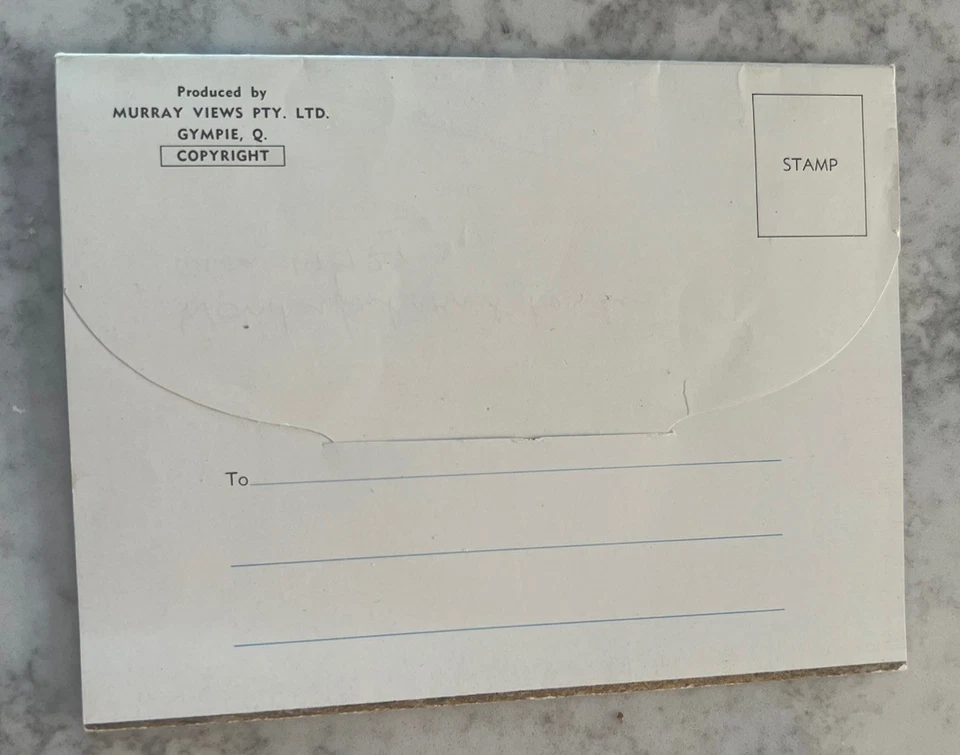 Produced by
MURRAY VIEWS PTY. LTD.
GYMPIE, Q.
COPYRIGHT
STAMP
To